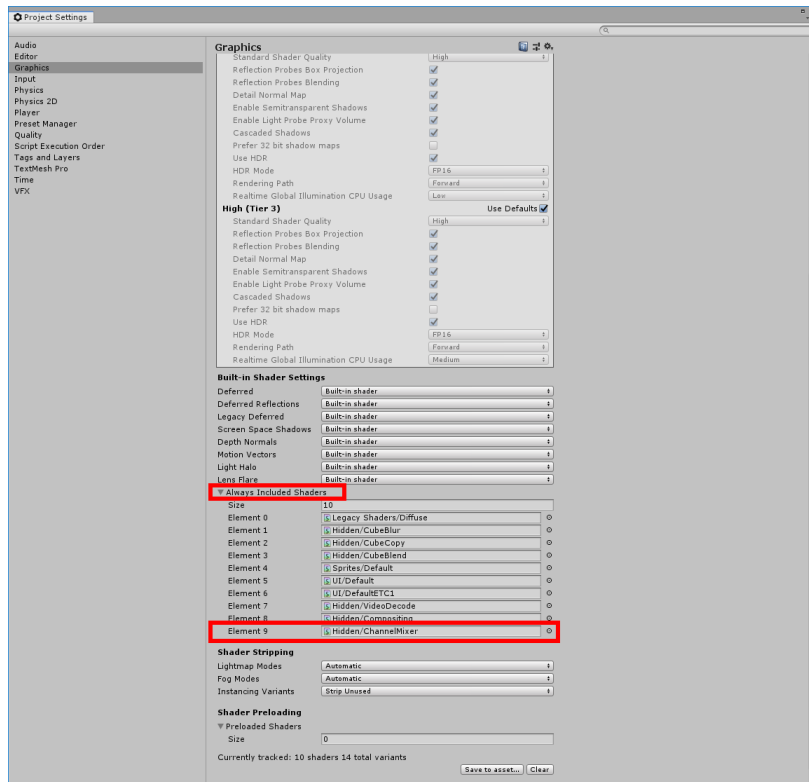 Project Settings
Audio
Editor
Graphics
Input
Physics
Physics 2D
Player
Preset Manager
Quality
Script Execution Order
Tags and Layers
TextMesh Pro
Time
VFX
Graphics
Standard Shader Quality High
Reflection Probes Box Projection
Reflection Probes Blending
Detail Normal Map
Enable Semitransparent Shadows
Enable Light Probe Proxy Volume
Cascaded Shadows
Prefer 32 bit shadow maps
Use HDR
HDR Mode FP16
Rendering Path Forward
Realtime Global Illumination CPU Usage Low
High (Tier 3) Use Defaults
Standard Shader Quality High
Reflection Probes Box Projection
Reflection Probes Blending
Detail Normal Map
Enable Semitransparent Shadows
Enable Light Probe Proxy Volume
Cascaded Shadows
Prefer 32 bit shadow maps
Use HDR
HDR Mode FP16
Rendering Path Forward
Realtime Global Illumination CPU Usage Medium
Built-in Shader Settings
Deferred Built-in shader
Deferred Reflections Built-in shader
Legacy Deferred Built-in shader
Screen Space Shadows Built-in shader
Depth Normals Built-in shader
Motion Vectors Built-in shader
Light Halo Built-in shader
Lens Flare Built-in shader
Always Included Shaders
Size 10
Element 0 Legacy Shaders/Diffuse
Element 1 Hidden/CubeBlur
Element 2 Hidden/CubeCopy
Element 3 Hidden/CubeBlend
Element 4 Sprites/Default
Element 5 UI/Default
Element 6 UI/DefaultETC1
Element 7 Hidden/VideoDecode
Element 8 Hidden/Compositing
Element 9 Hidden/ChannelMixer
Shader Stripping
Lightmap Modes Automatic
Fog Modes Automatic
Instancing Variants Strip Unused
Shader Preloading
Preloaded Shaders
Size 0
Currently tracked: 10 shaders 14 total variants
Save to asset... Clear